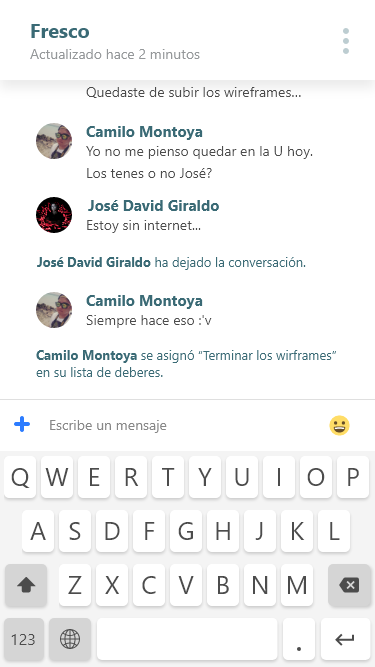 Fresco
Actualizado hace 2 minutos
Quedaste de subir los wireframes...
Camilo Montoya
Yo no me pienso quedar en la U hoy.
Los tenes o no José?
José David Giraldo
Estoy sin internet...
José David Giraldo ha dejado la conversación.
Camilo Montoya
Siempre hace eso :'v
Camilo Montoya se asignó “Terminar los wirframes”
en su lista de deberes.
Escribe un mensaje
Q W E R T Y U I O P
A S D F G H J K L
Z X C V B N M
123 .